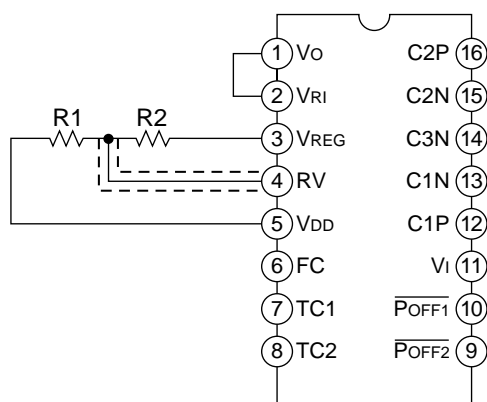 1 VO C2P 16
2 VRI C2N 15
R1 R2
3 VREG C3N 14
4 RV C1N 13
5 VDD C1P 12
6 FC VI 11
7 TC1 POFF1 10
8 TC2 POFF2 9